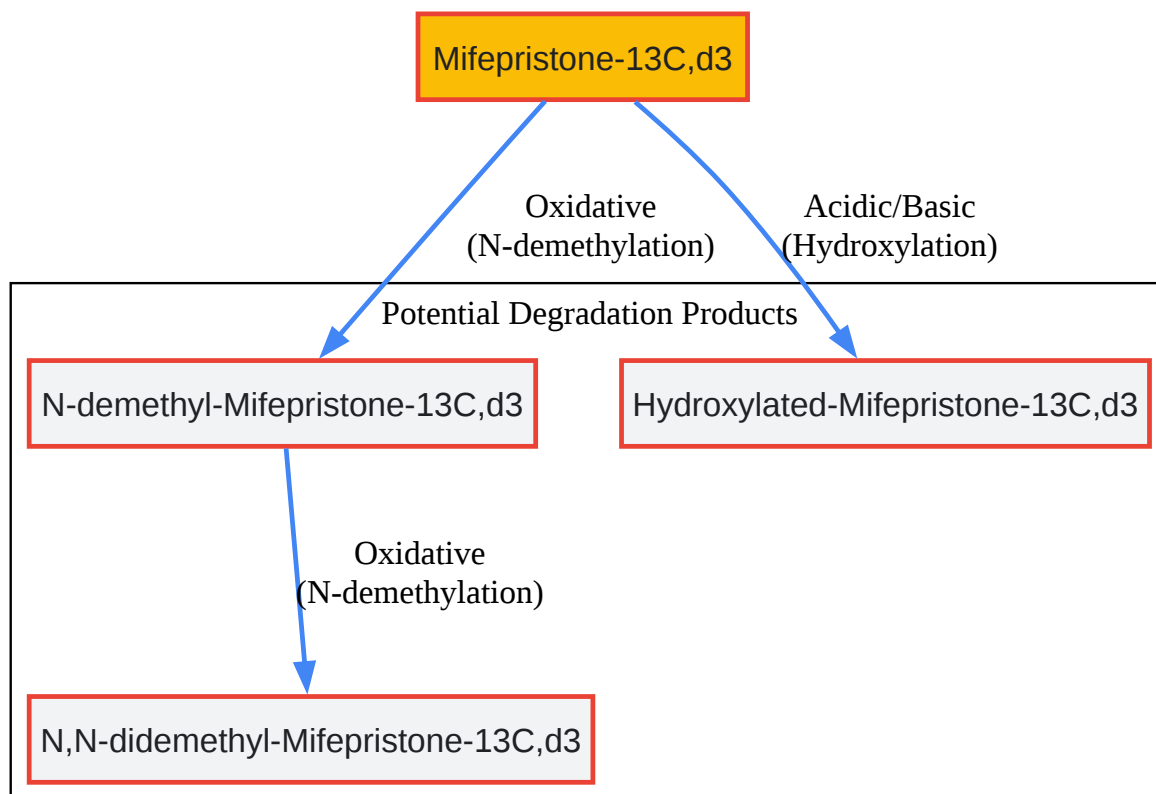 Mifepristone-13C,d3
Oxidative
(N-demethylation)
Acidic/Basic
(Hydroxylation)
Potential Degradation Products
N-demethyl-Mifepristone-13C,d3
Hydroxylated-Mifepristone-13C,d3
Oxidative
(N-demethylation)
N,N-didemethyl-Mifepristone-13C,d3